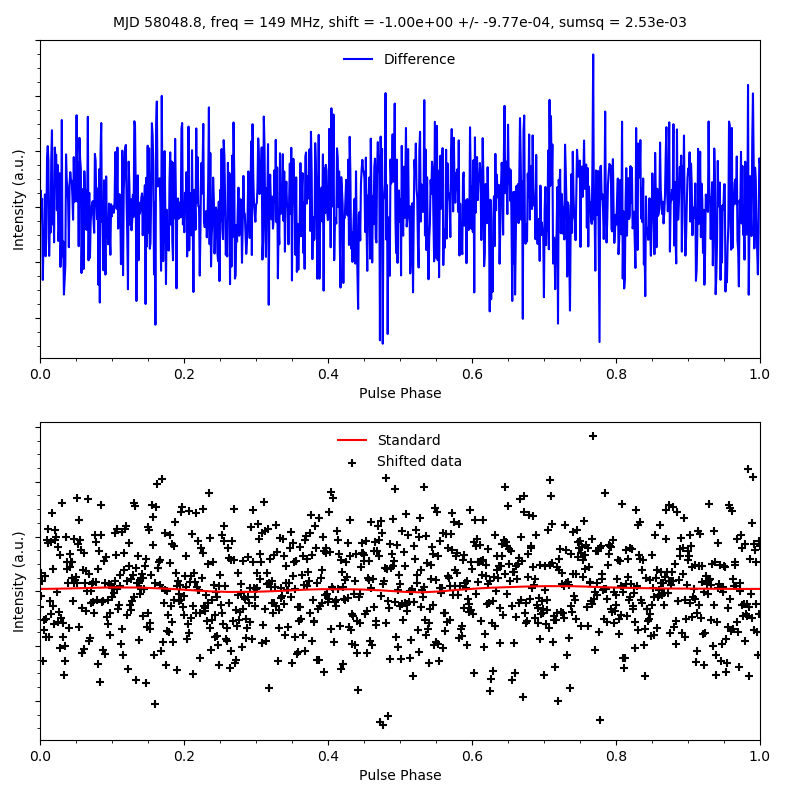 MJD 58048.8, freq = 149 MHz, shift = -1.00e+00 +/- -9.77e-04, sumsq = 2.53e-03
Difference
Intensity (a.u.)
0.0 0.2 0.4 0.6 0.8 1.0
Pulse Phase
Standard
Shifted data
Intensity (a.u.)
0.0 0.2 0.4 0.6 0.8 1.0
Pulse Phase